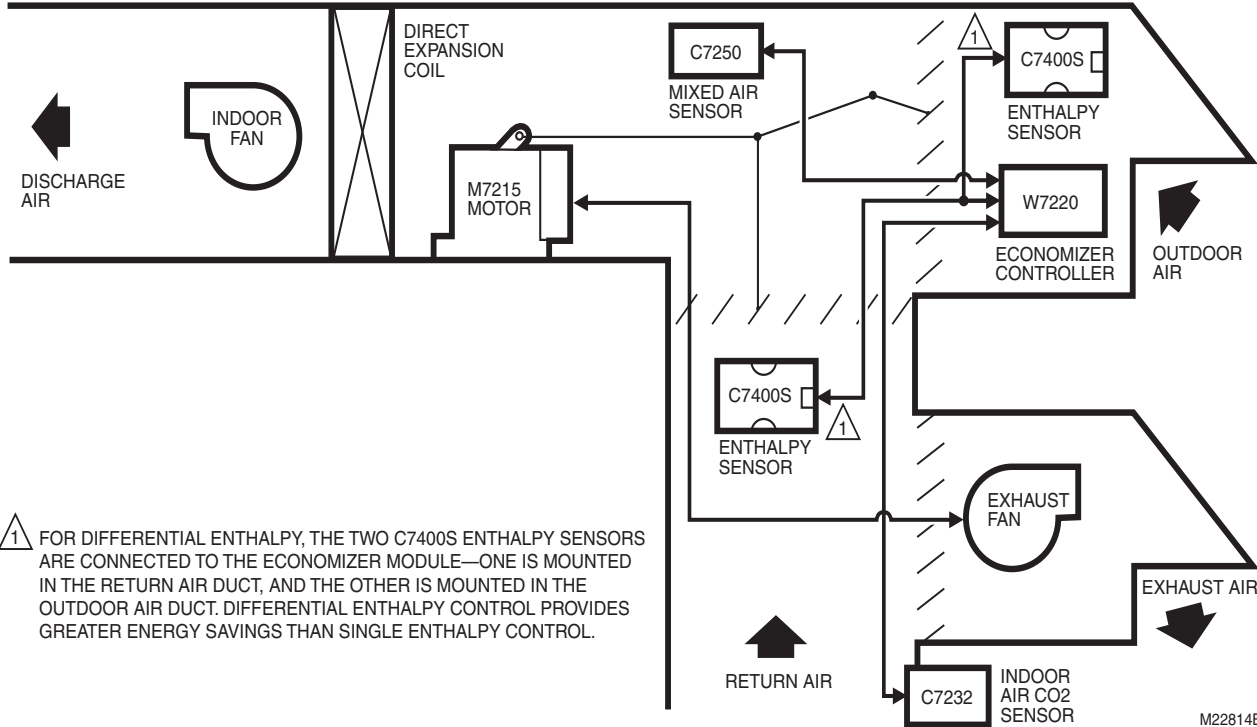 DIRECT
EXPANSION
COIL
C7250
MIXED AIR
SENSOR
1
C7400S
ENTHALPY
SENSOR
INDOOR
FAN
DISCHARGE
AIR
M7215
MOTOR
W7220
ECONOMIZER
CONTROLLER
OUTDOOR
AIR
C7400S
1
ENTHALPY
SENSOR
EXHAUST
FAN
1 FOR DIFFERENTIAL ENTHALPY, THE TWO C7400S ENTHALPY SENSORS
ARE CONNECTED TO THE ECONOMIZER MODULE—ONE IS MOUNTED
IN THE RETURN AIR DUCT, AND THE OTHER IS MOUNTED IN THE
OUTDOOR AIR DUCT. DIFFERENTIAL ENTHALPY CONTROL PROVIDES
GREATER ENERGY SAVINGS THAN SINGLE ENTHALPY CONTROL.
EXHAUST AIR
RETURN AIR
C7232
INDOOR
AIR CO2
SENSOR